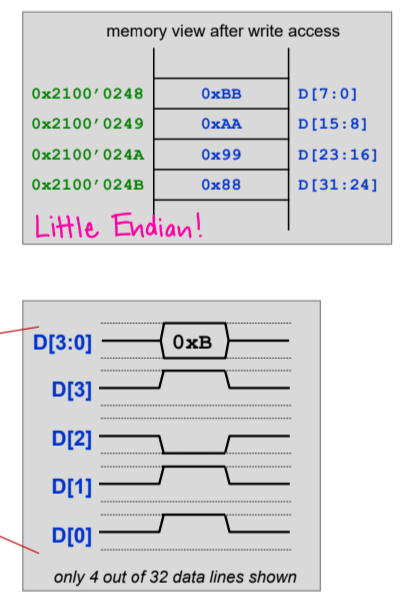 memory view after write access
0x2100'0248 0xBB D[7:0]
0x2100'0249 0xAA D[15:8]
0x2100'024A 0x99 D[23:16]
0x2100'024B 0x88 D[31:24]
Little Endian!
D[3:0] 0xB
D[3]
D[2]
D[1]
D[0]
only 4 out of 32 data lines shown